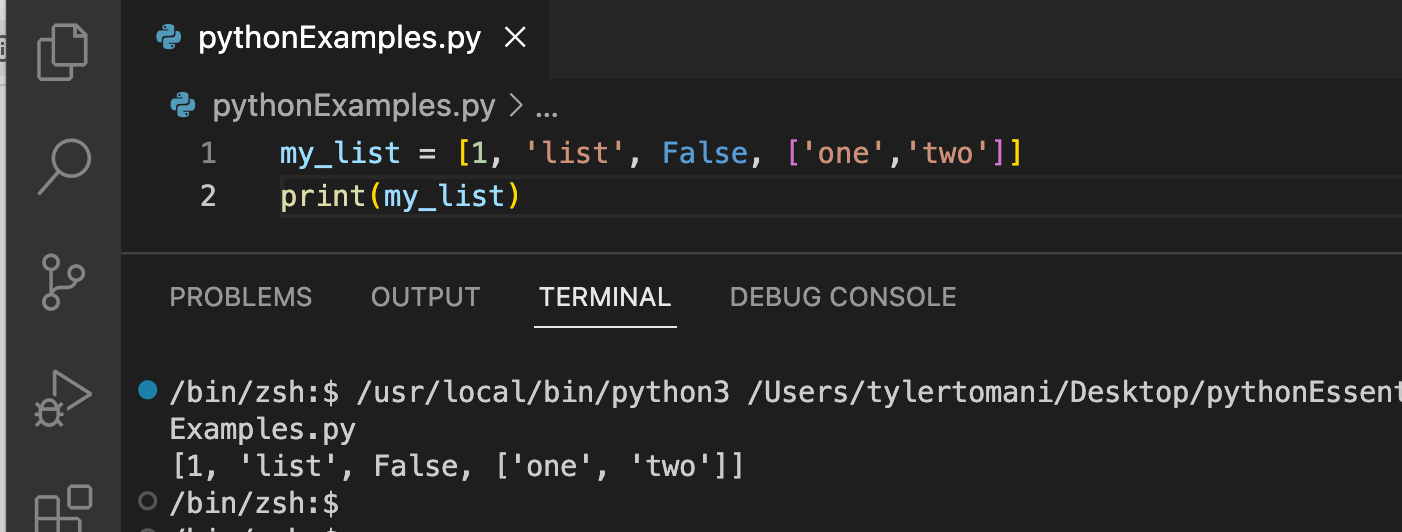 pythonExamples.py
pythonExamples.py > ...
1 my_list = [1, 'list', False, ['one','two']]
2 print(my_list)
PROBLEMS OUTPUT TERMINAL DEBUG CONSOLE
/bin/zsh:$ /usr/local/bin/python3 /Users/tylertomani/Desktop/pythonEssent
Examples.py
[1, 'list', False, ['one', 'two']]
/bin/zsh:$